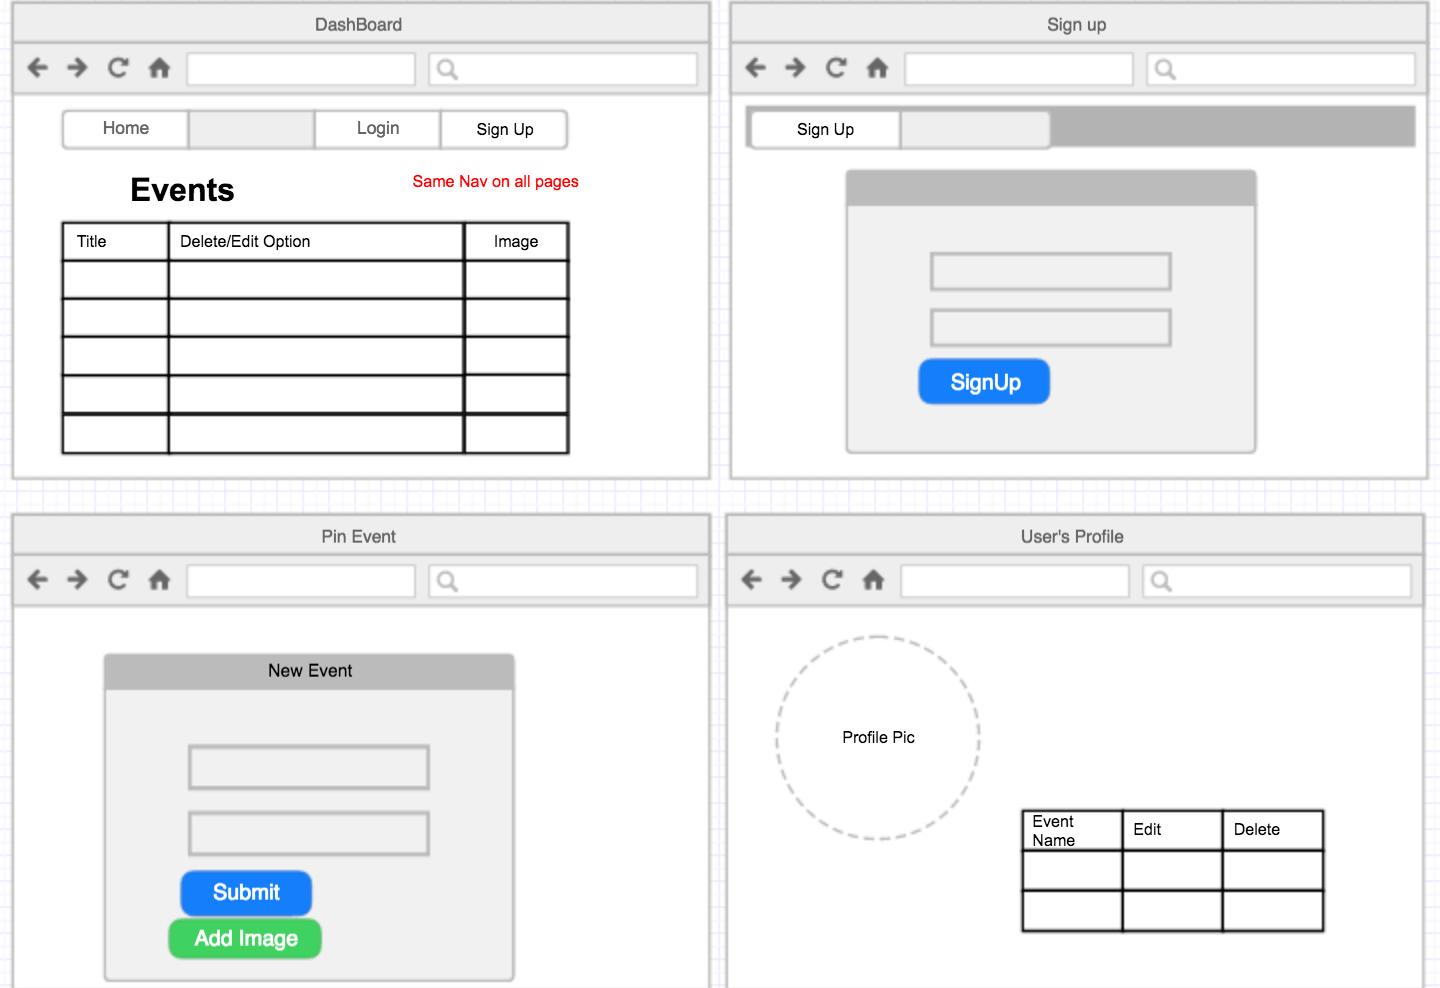 DashBoard
Home Login Sign Up
Events
Same Nav on all pages
Title Delete/Edit Option Image
Sign up
Sign Up
SignUp
Pin Event
New Event
Submit
Add Image
User's Profile
Profile Pic
Event
Name
Edit Delete